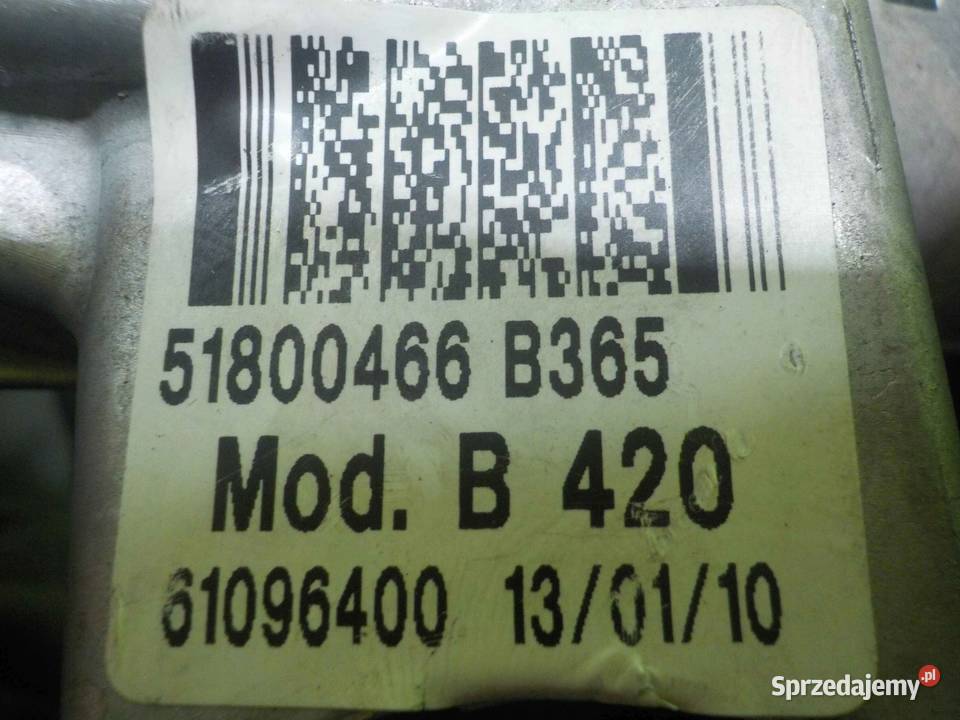 51800466 B365
Mod. B 420
61096400 13/01/10
Sprzedajemy.pl